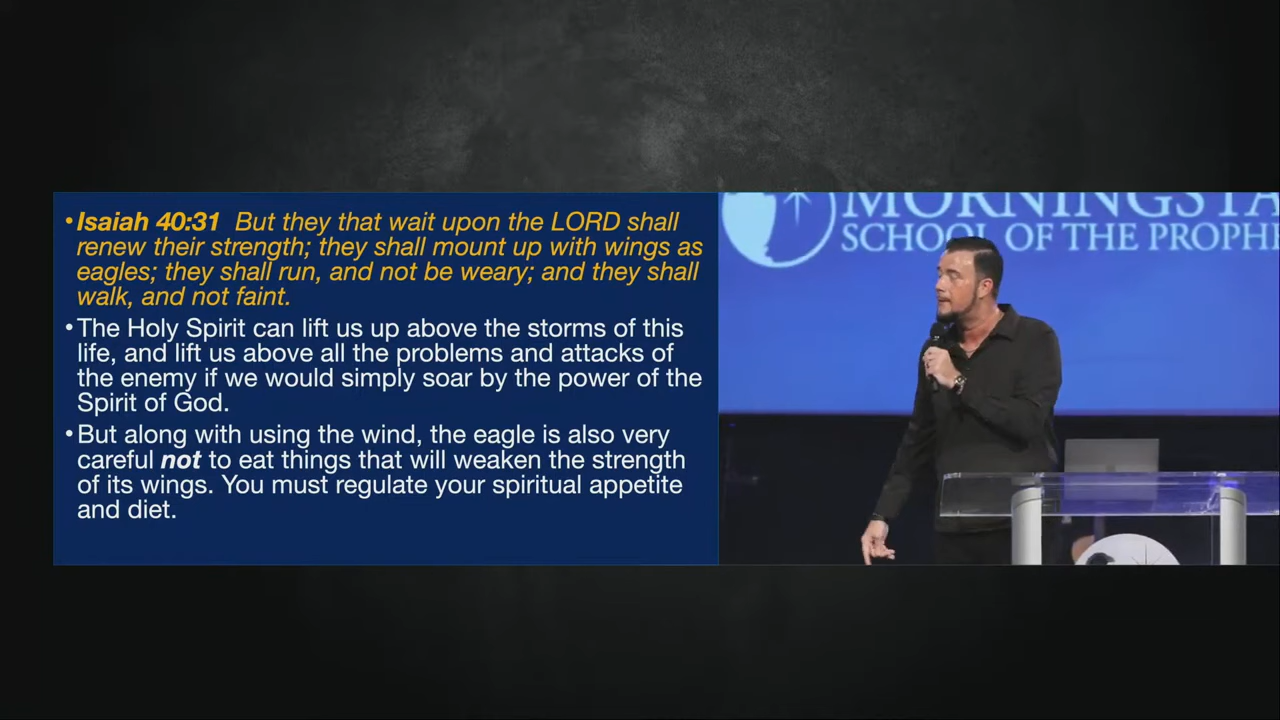 •Isaiah 40:31 But they that wait upon the LORD shall
renew their strength; they shall mount up with wings as
eagles; they shall run, and not be weary; and they shall
walk, and not faint.
•The Holy Spirit can lift us up above the storms of this
life, and lift us above all the problems and attacks of
the enemy if we would simply soar by the power of the
Spirit of God.
•But along with using the wind, the eagle is also very
careful not to eat things that will weaken the strength
of its wings. You must regulate your spiritual appetite
and diet.
MORNINGSTA
SCHOOL OF THE PROPHE